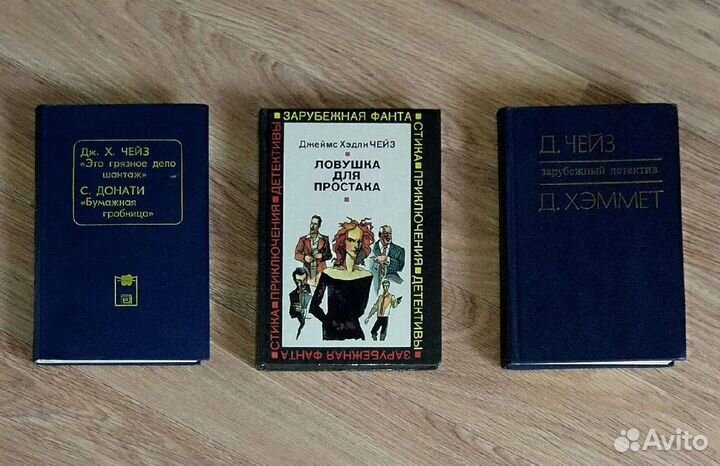 Дж. Х. ЧЕЙЗ
«Это грязное дело
шантаж»
С. ДОНАТИ
«Бумажная
гробница»
ЗАРУБЕЖНАЯ ФАНТА
СТИКА ПРИКЛЮЧЕНИЯ ДЕТЕКТИВЫ
ЗАРУБЕЖНАЯ ФАНТА
СТИКА ПРИКЛЮЧЕНИЯ ДЕТЕКТИВЫ
Джеймс Хэдли ЧЕЙЗ
ЛОВУШКА
ДЛЯ
ПРОСТАКА
Д. ЧЕЙЗ
зарубежный детектив
Д. ХЭММЕТ
Avito